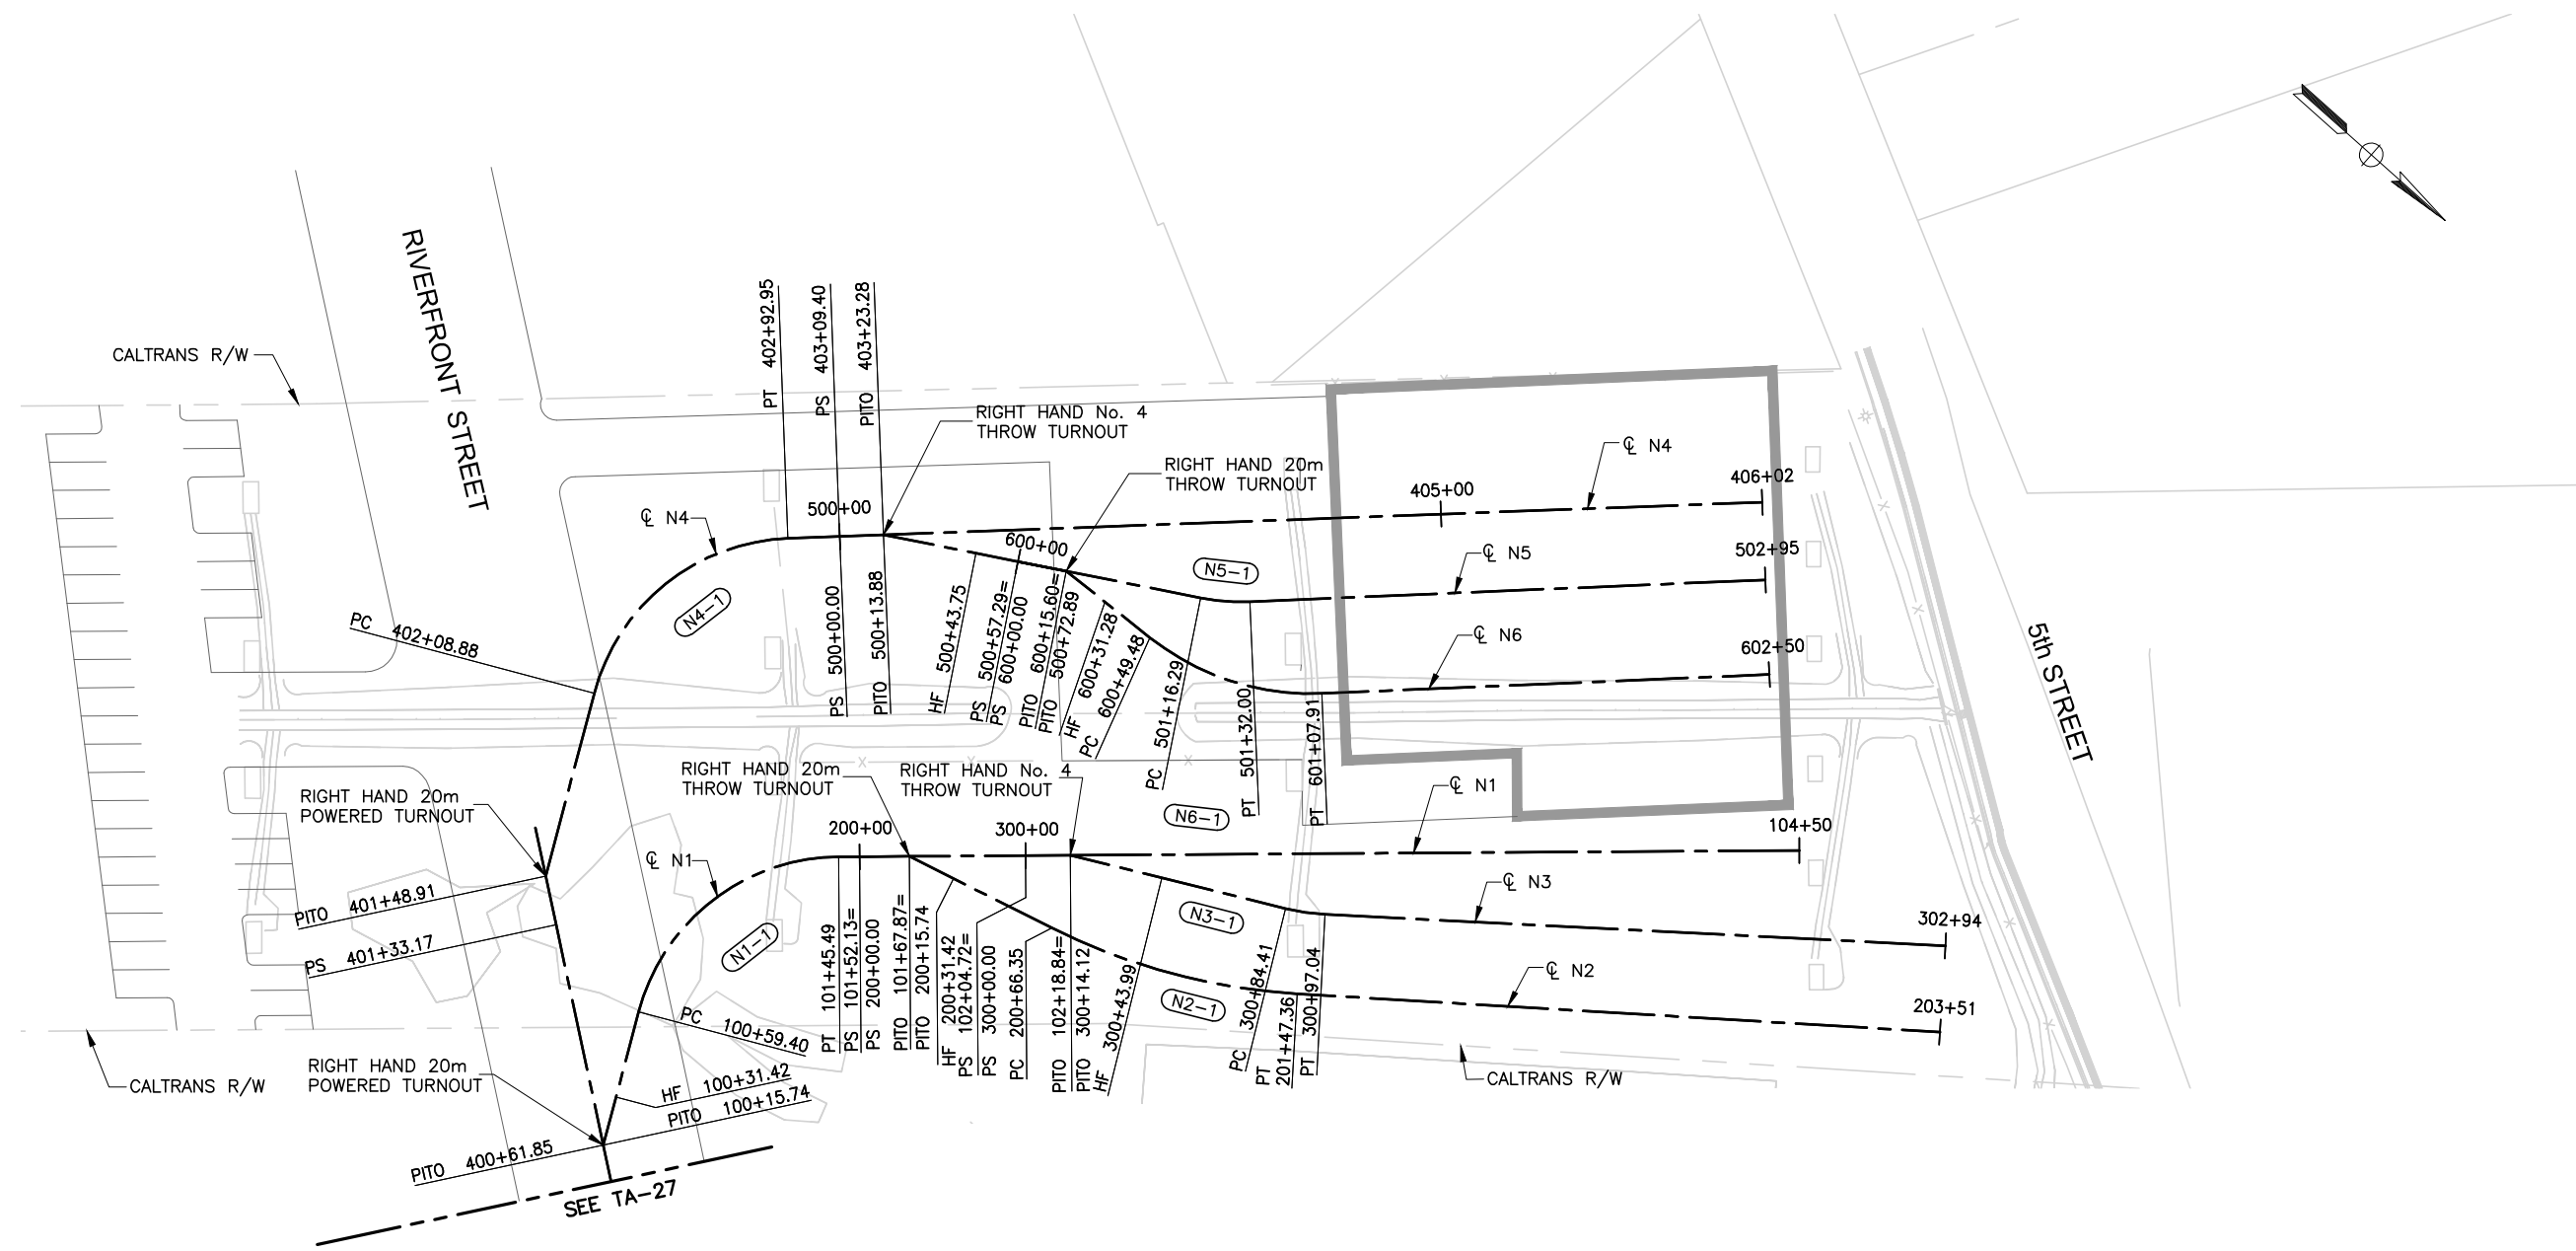 RIVERFRONT STREET
CALTRANS R/W
PT 402+92.95
PS 403+09.40
PITO 403+23.28
RIGHT HAND No. 4
THROW TURNOUT
RIGHT HAND 20m
THROW TURNOUT
℄ N4
405+00
406+02
℄ N4
500+00
600+00
N5-1
℄ N5
502+95
N4-1
PC 402+08.88
℄ N6
602+50
5th STREET
PS 500+00.00
PITO 500+13.88
HF 500+43.75
PS 500+57.29=
PS 600+00.00
PITO 600+15.60=
PITO 500+72.89
HF 600+31.28
PC 600+49.48
PC 501+16.29
PT 501+32.00
PT 601+07.91
RIGHT HAND 20m
POWERED TURNOUT
RIGHT HAND 20m
THROW TURNOUT
RIGHT HAND No. 4
THROW TURNOUT
℄ N1
N6-1
104+50
200+00
300+00
℄ N1
℄ N3
N3-1
302+94
PITO 401+48.91
PS 401+33.17
N1-1
℄ N2
N2-1
203+51
PT 101+45.49
PS 101+52.13=
PS 200+00.00
PITO 101+67.87=
PITO 200+15.74
HF 200+31.42
PS 102+04.72=
PS 300+00.00
PC 200+66.35
PITO 102+18.84=
PITO 300+14.12
HF 300+43.99
PC 300+84.41
PT 201+47.36
PT 300+97.04
PC 100+59.40
HF 100+31.42
PITO 100+15.74
CALTRANS R/W
RIGHT HAND 20m
POWERED TURNOUT
CALTRANS R/W
PITO 400+61.85
SEE TA-27